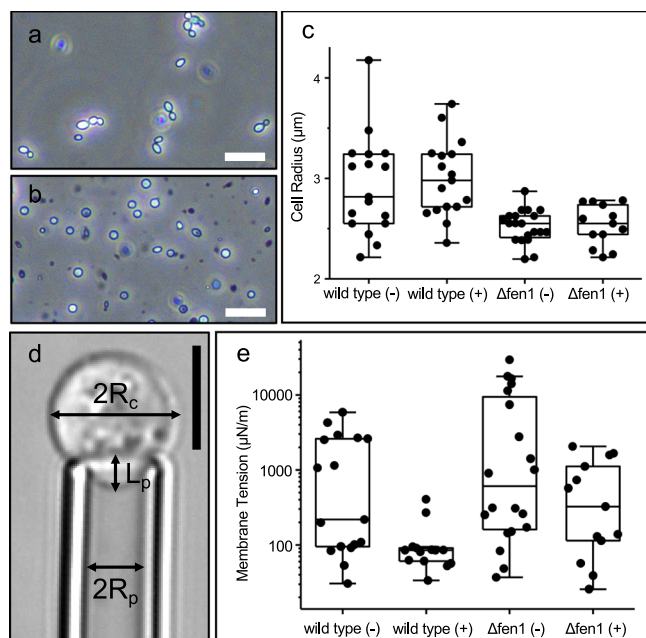 a
b
c
Cell Radius (μm)
4
3
2
wild type (-) wild type (+) Δfen1 (-) Δfen1 (+)
d
2Rc
Lp
2Rp
e
Membrane Tension (μN/m)
10000
1000
100
wild type (-) wild type (+) Δfen1 (-) Δfen1 (+)